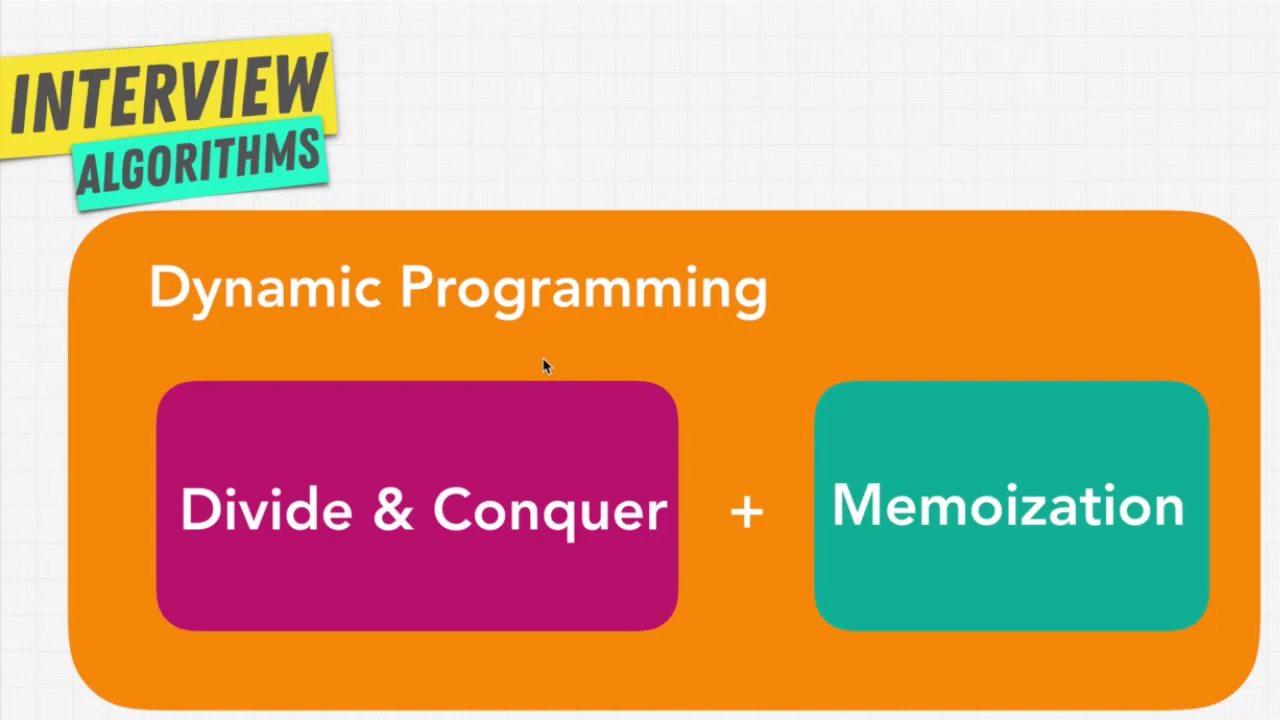 INTERVIEW
ALGORITHMS
Dynamic Programming
Divide & Conquer + Memoization